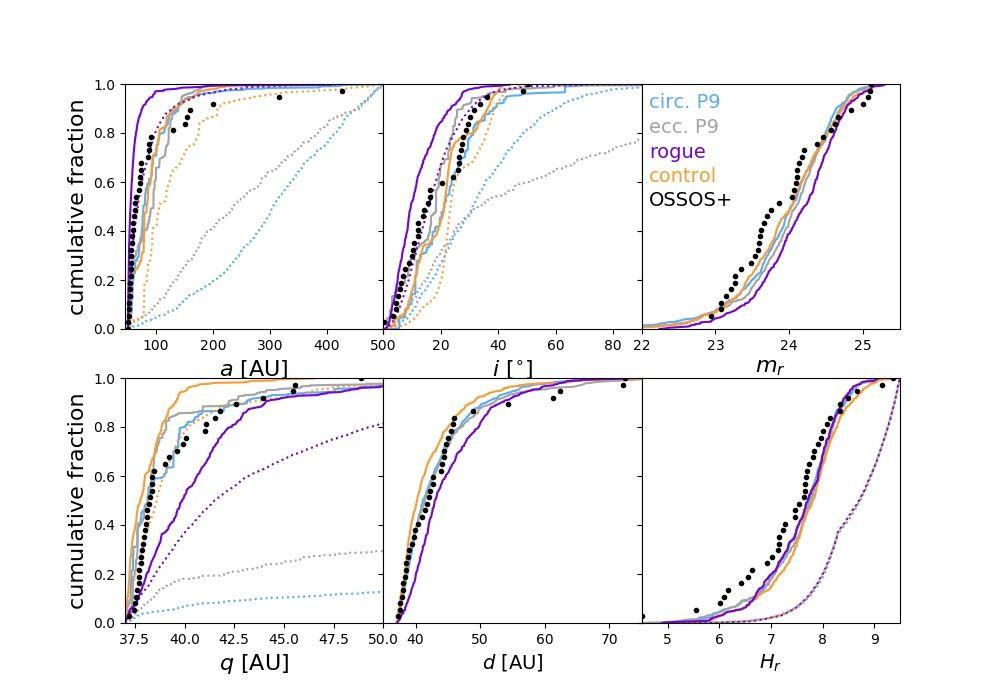 cumulative fraction
1.0
0.8
0.6
0.4
0.2
0.0
100 200 300 400 500 20 40 60 80 22 23 24 25
a [AU] i [°] m_r
circ. P9
ecc. P9
rogue
control
OSSOS+
cumulative fraction
1.0
0.8
0.6
0.4
0.2
0.0
37.5 40.0 42.5 45.0 47.5 50.0 40 50 60 70 5 6 7 8 9
q [AU] d [AU] H_r